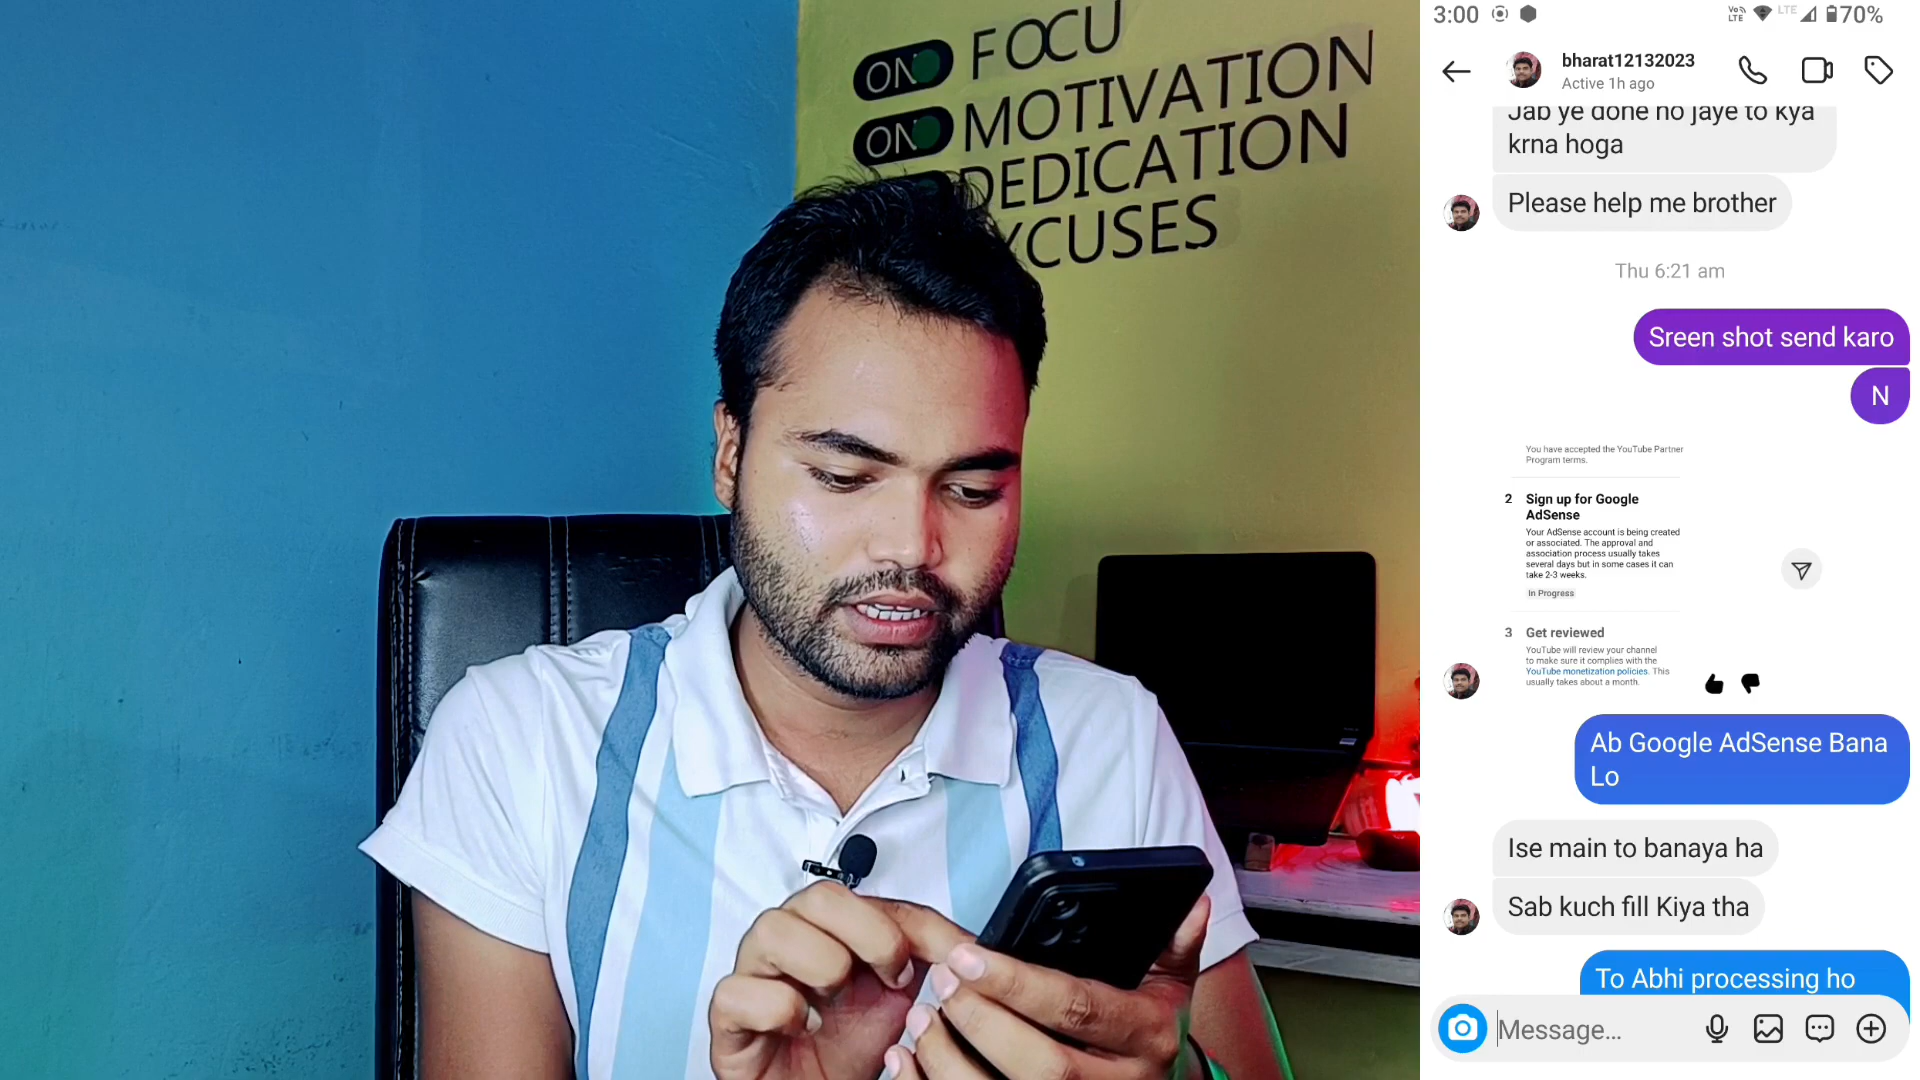 ON FOCU
ON MOTIVATION
DEDICATION
XCUSES
3:00
Vo LTE
LTE
70%
bharat12132023
Active 1h ago
Jab ye done ho jaye to kya
krna hoga
Please help me brother
Thu 6:21 am
Sreen shot send karo
N
You have accepted the YouTube Partner
Program terms.
2 Sign up for Google
AdSense
Your AdSense account is being created
or associated. The approval and
association process usually takes
several days but in some cases it can
take 2-3 weeks.
In Progress
3 Get reviewed
YouTube will review your channel
to make sure it complies with the
YouTube monetization policies. This
usually takes about a month.
Ab Google AdSense Bana
Lo
Ise main to banaya ha
Sab kuch fill Kiya tha
To Abhi processing ho
Message...